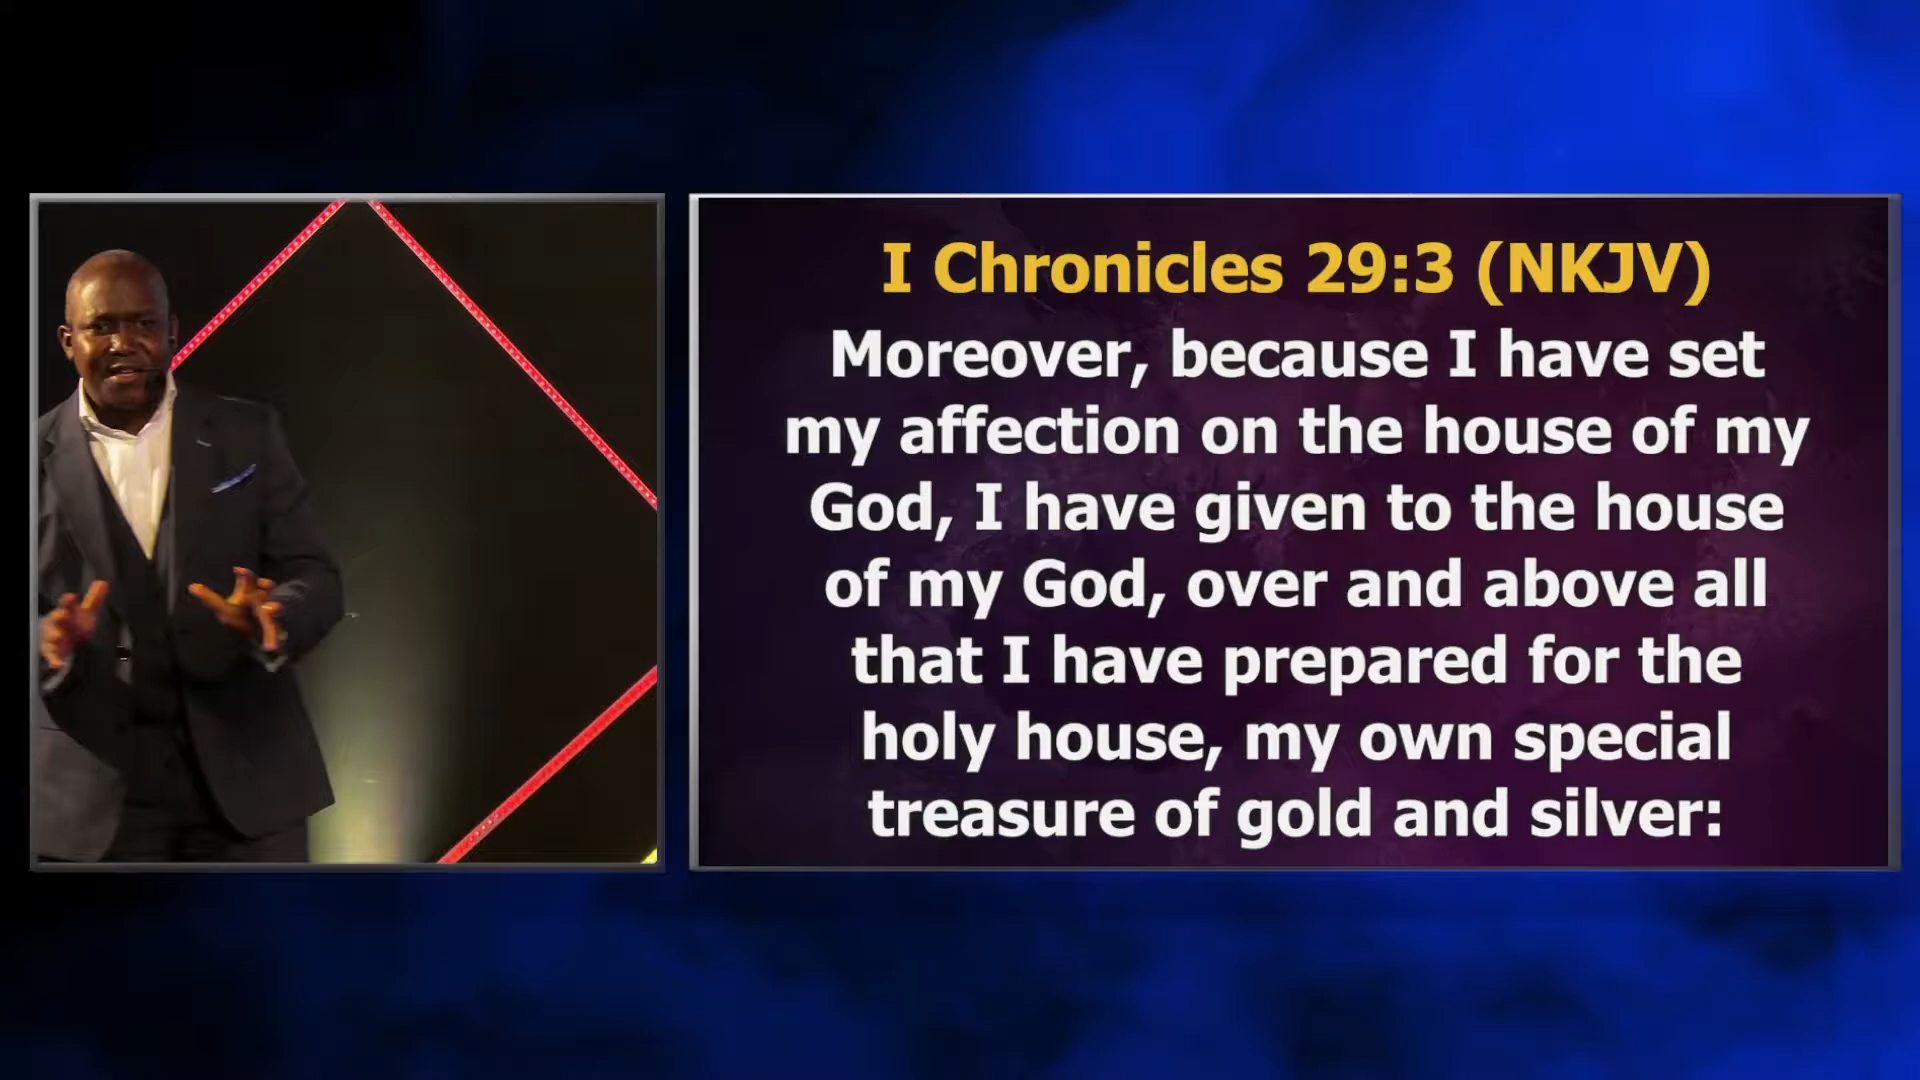 I Chronicles 29:3 (NKJV)
Moreover, because I have set
my affection on the house of my
God, I have given to the house
of my God, over and above all
that I have prepared for the
holy house, my own special
treasure of gold and silver: